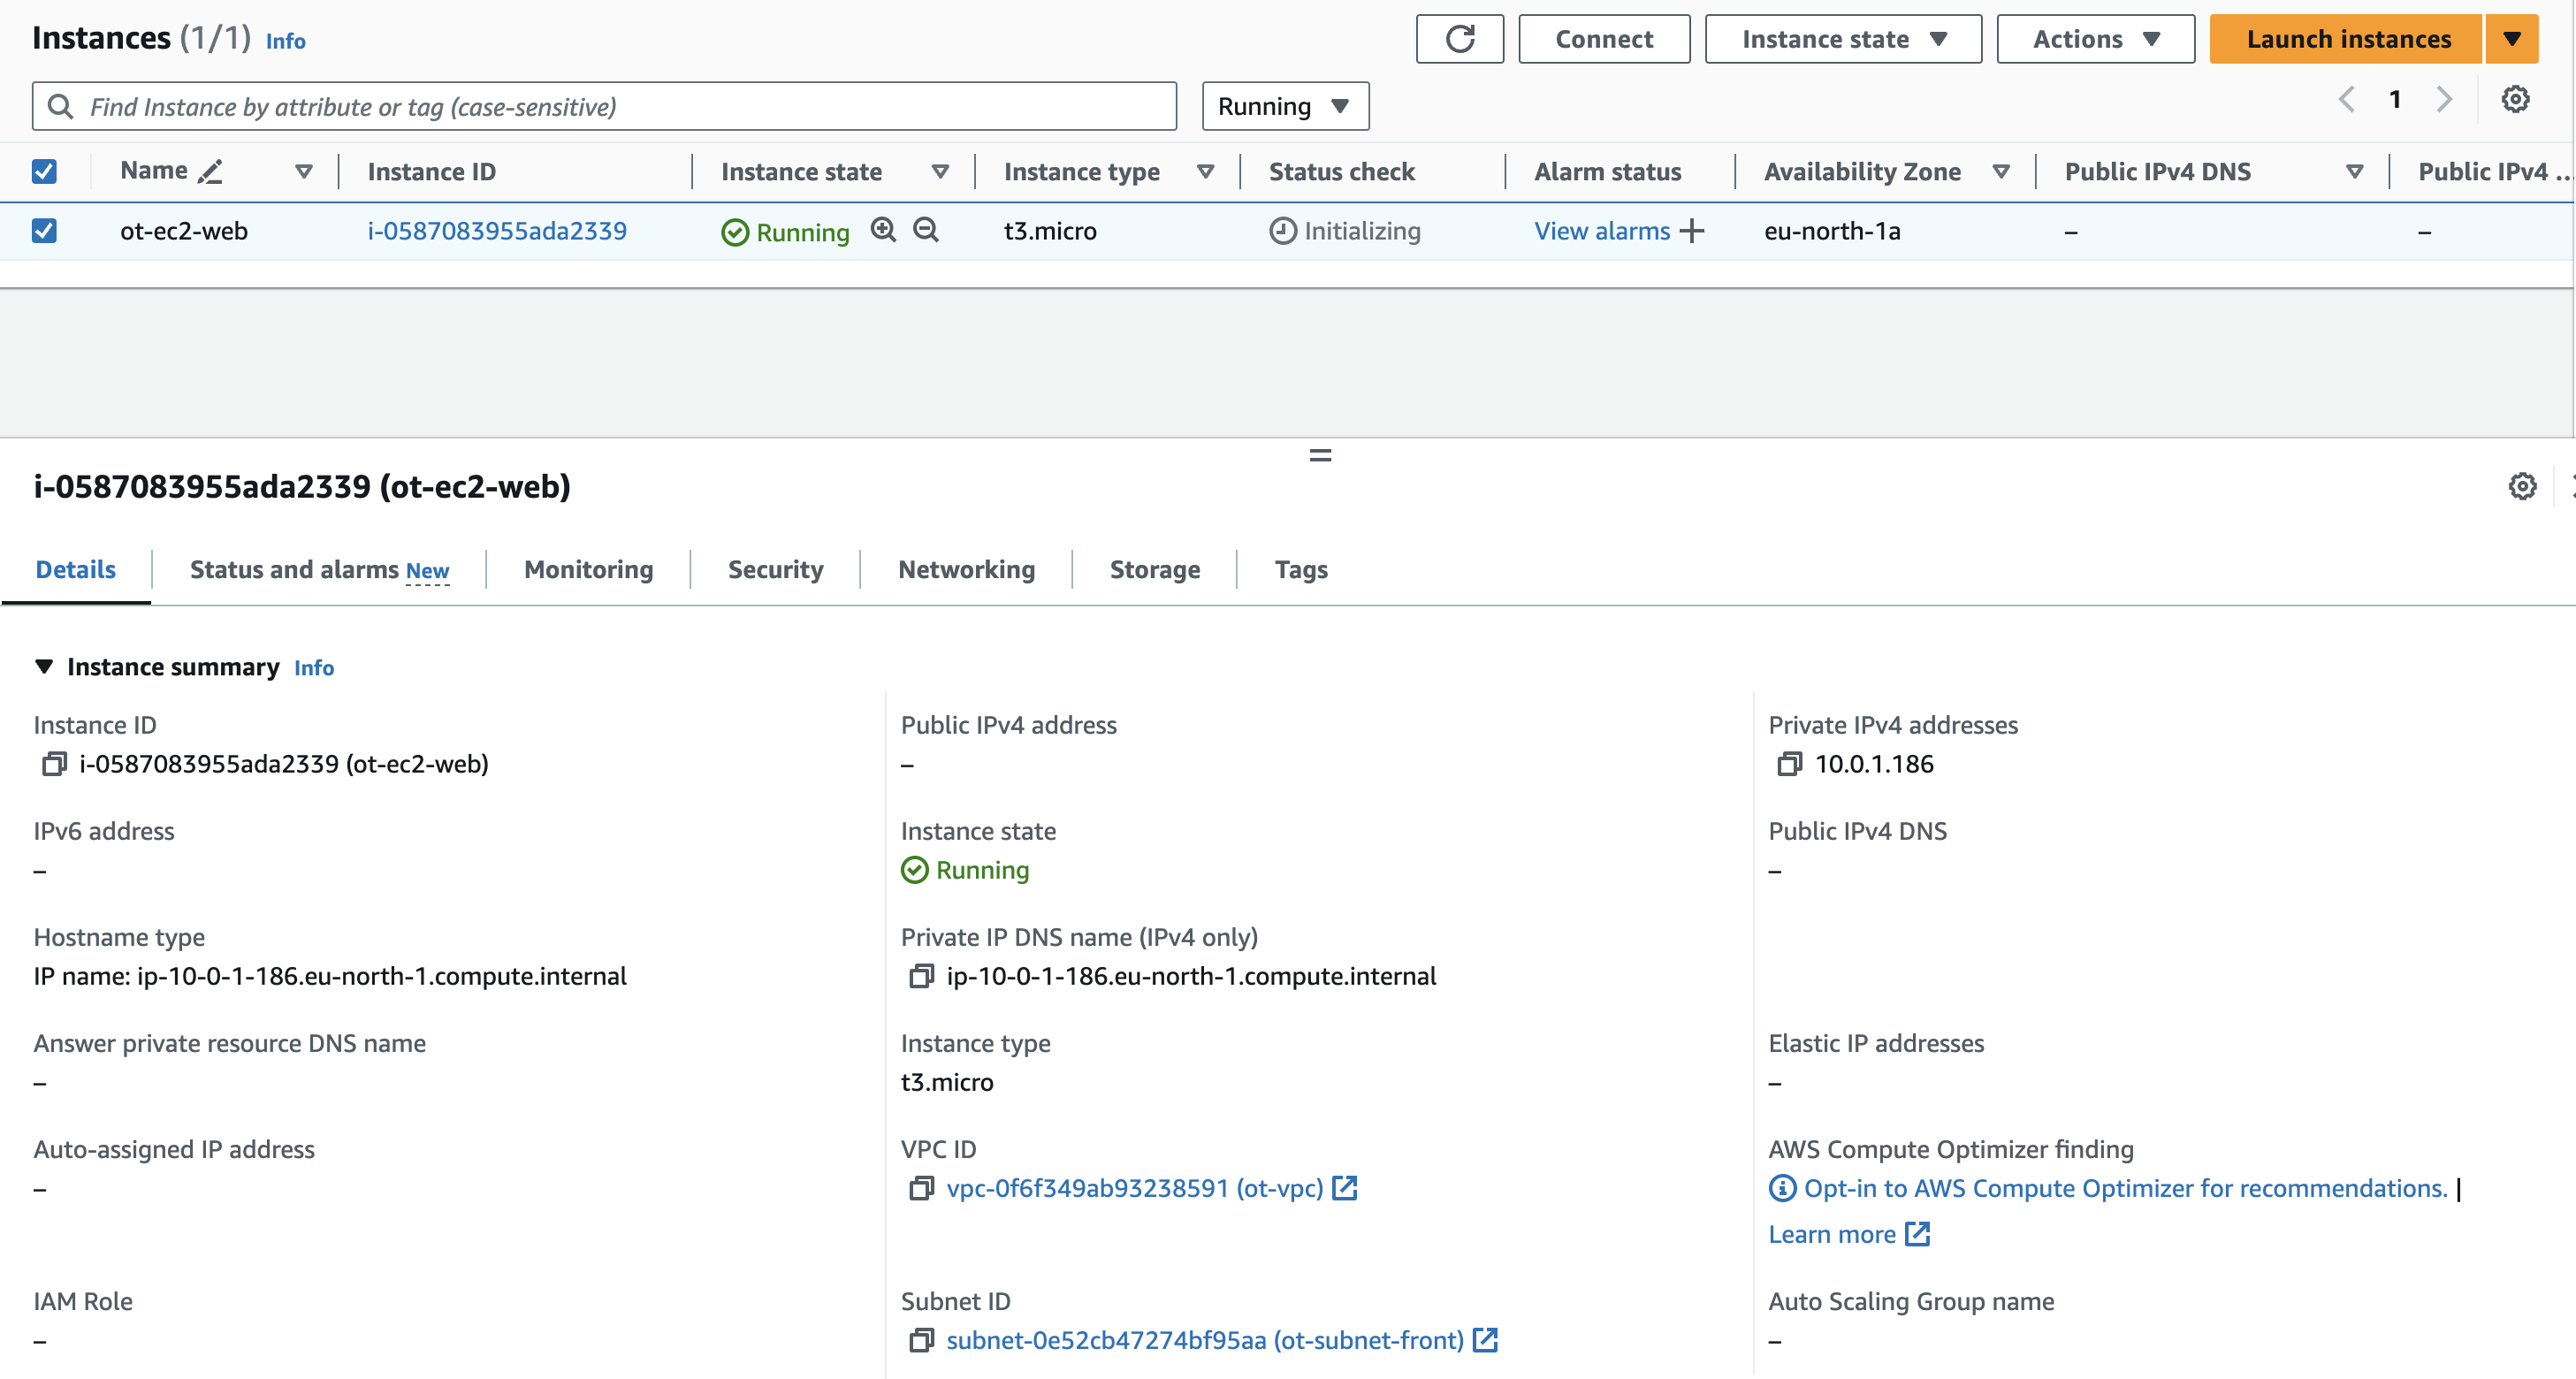 Instances (1/1) Info
Connect
Instance state
Actions
Launch instances
Find Instance by attribute or tag (case-sensitive)
Running
1
Name
Instance ID
Instance state
Instance type
Status check
Alarm status
Availability Zone
Public IPv4 DNS
Public IPv4 ...
ot-ec2-web
i-0587083955ada2339
Running
t3.micro
Initializing
View alarms +
eu-north-1a
–
–
i-0587083955ada2339 (ot-ec2-web)
Details
Status and alarms New
Monitoring
Security
Networking
Storage
Tags
Instance summary Info
Instance ID
i-0587083955ada2339 (ot-ec2-web)
Public IPv4 address
–
Private IPv4 addresses
10.0.1.186
IPv6 address
–
Instance state
Running
Public IPv4 DNS
–
Hostname type
IP name: ip-10-0-1-186.eu-north-1.compute.internal
Private IP DNS name (IPv4 only)
ip-10-0-1-186.eu-north-1.compute.internal
Answer private resource DNS name
–
Instance type
t3.micro
Elastic IP addresses
–
Auto-assigned IP address
–
VPC ID
vpc-0f6f349ab93238591 (ot-vpc)
AWS Compute Optimizer finding
Opt-in to AWS Compute Optimizer for recommendations. |
Learn more
IAM Role
–
Subnet ID
subnet-0e52cb47274bf95aa (ot-subnet-front)
Auto Scaling Group name
–